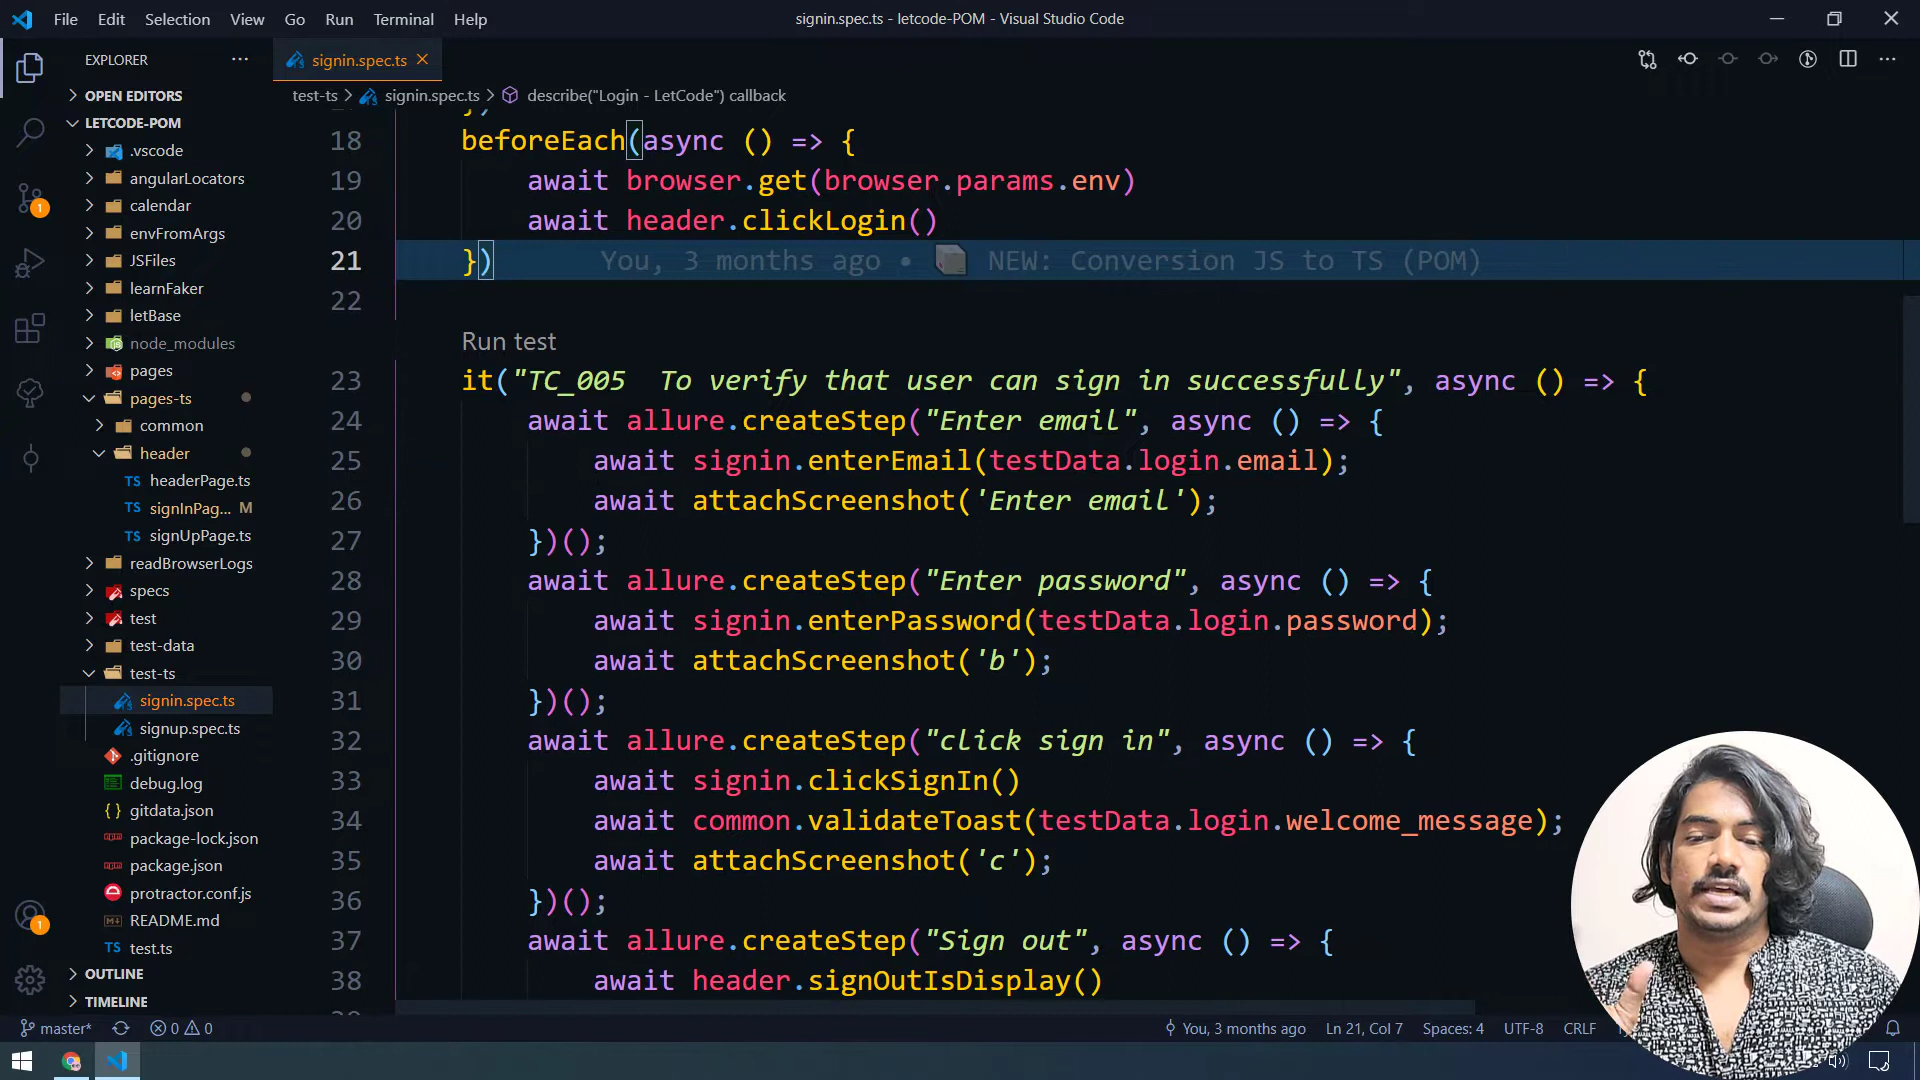 File Edit Selection View Go Run Terminal Help
signin.spec.ts - letcode-POM - Visual Studio Code
EXPLORER
signin.spec.ts
OPEN EDITORS
LETCODE-POM
.vscode
angularLocators
calendar
envFromArgs
JSFiles
learnFaker
letBase
node_modules
pages
pages-ts
common
header
TS headerPage.ts
TS signInPag... M
TS signUpPage.ts
readBrowserLogs
specs
test
test-data
test-ts
signin.spec.ts
signup.spec.ts
.gitignore
debug.log
{ } gitdata.json
package-lock.json
package.json
protractor.conf.js
README.md
TS test.ts
OUTLINE
TIMELINE
1
1
test-ts > signin.spec.ts > describe("Login - LetCode") callback
18 beforeEach(async () => {
19 await browser.get(browser.params.env)
20 await header.clickLogin()
21 }) You, 3 months ago • NEW: Conversion JS to TS (POM)
22
Run test
23 it("TC_005  To verify that user can sign in successfully", async () => {
24 await allure.createStep("Enter email", async () => {
25 await signin.enterEmail(testData.login.email);
26 await attachScreenshot('Enter email');
27 })();
28 await allure.createStep("Enter password", async () => {
29 await signin.enterPassword(testData.login.password);
30 await attachScreenshot('b');
31 })();
32 await allure.createStep("click sign in", async () => {
33 await signin.clickSignIn()
34 await common.validateToast(testData.login.welcome_message);
35 await attachScreenshot('c');
36 })();
37 await allure.createStep("Sign out", async () => {
38 await header.signOutIsDisplay()
master* 0 0
You, 3 months ago Ln 21, Col 7 Spaces: 4 UTF-8 CRLF